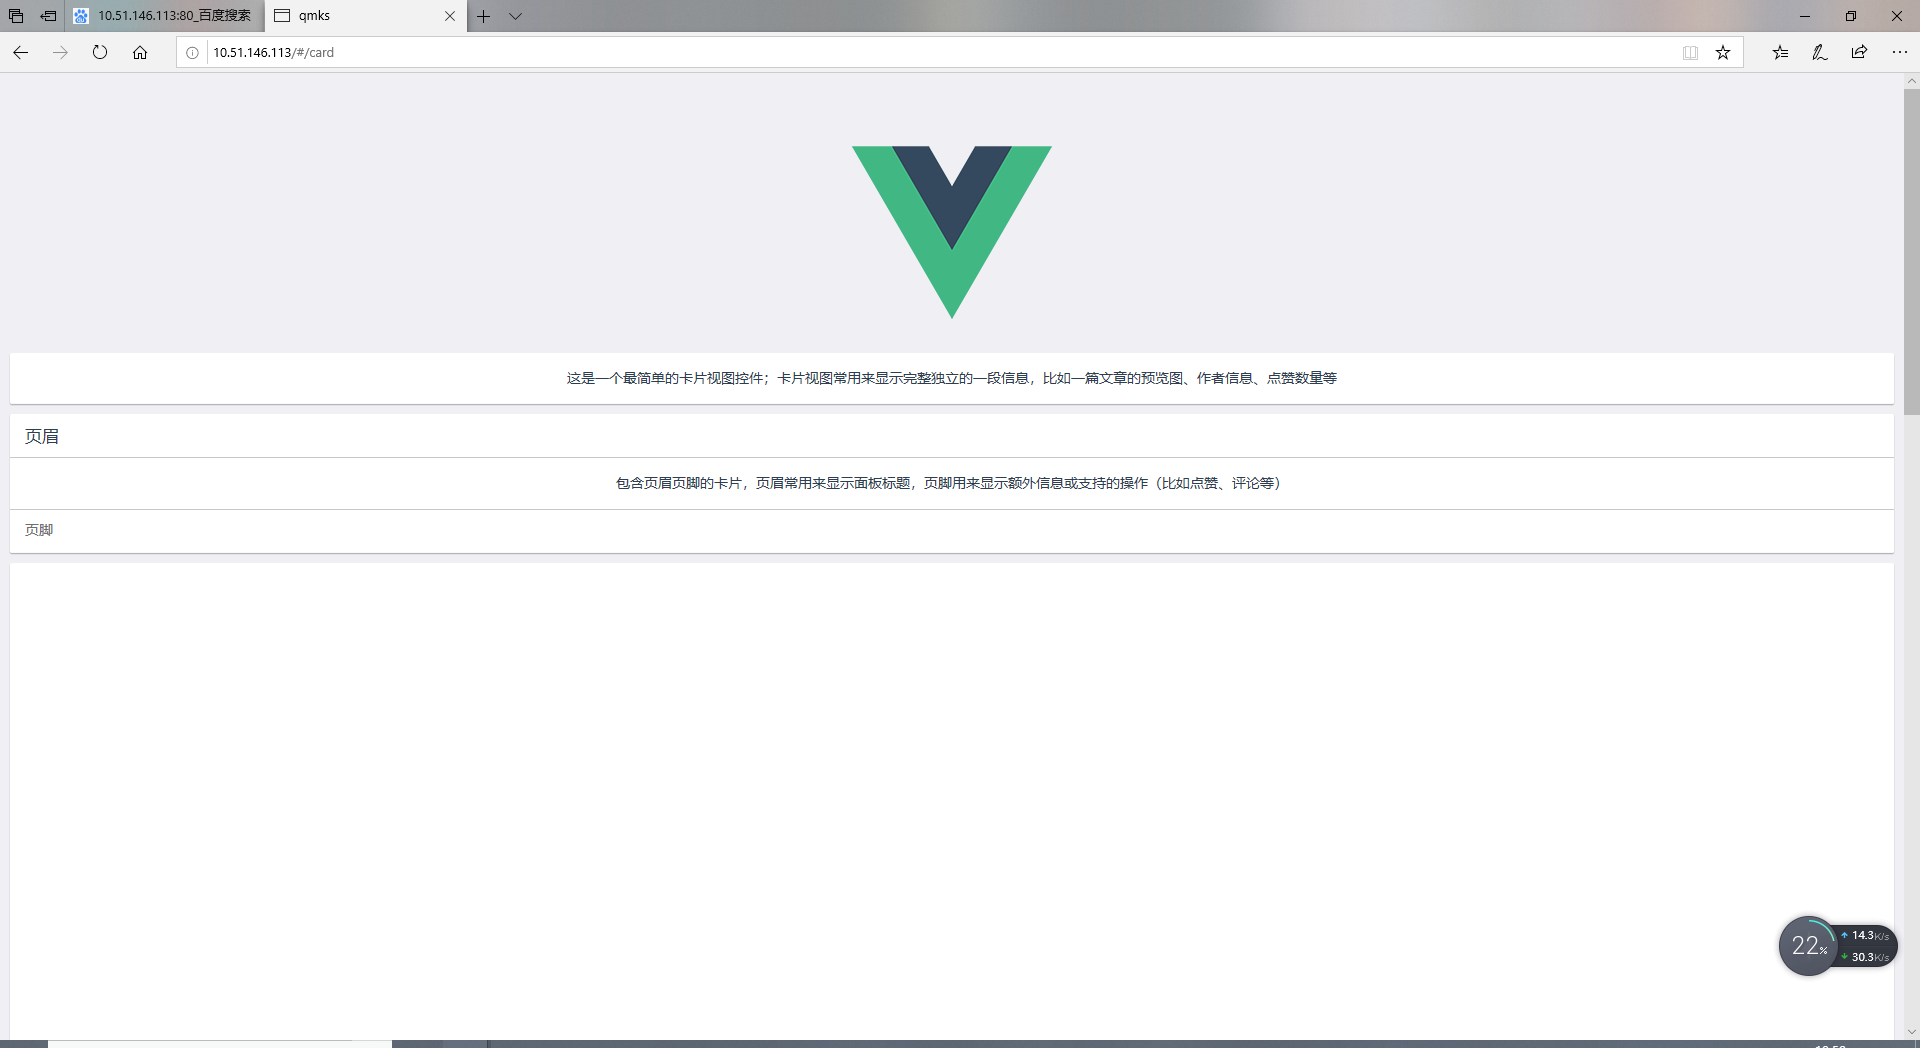 10.51.146.113:80_百度搜索
qmks
10.51.146.113/#/card
这是一个最简单的卡片视图控件；卡片视图常用来显示完整独立的一段信息，比如一篇文章的预览图、作者信息、点赞数量等
页眉
包含页眉页脚的卡片，页眉常用来显示面板标题，页脚用来显示额外信息或支持的操作（比如点赞、评论等）
页脚
22%
14.3K/s
30.3K/s